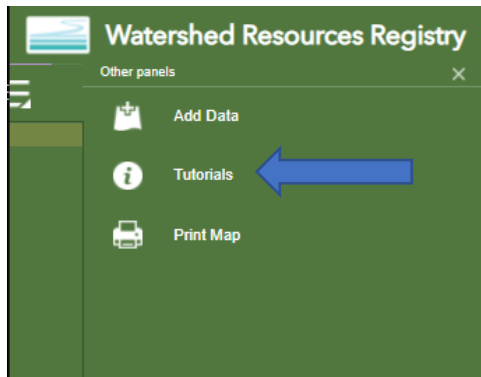 Watershed Resources Registry
Other panels
Add Data
Tutorials
Print Map